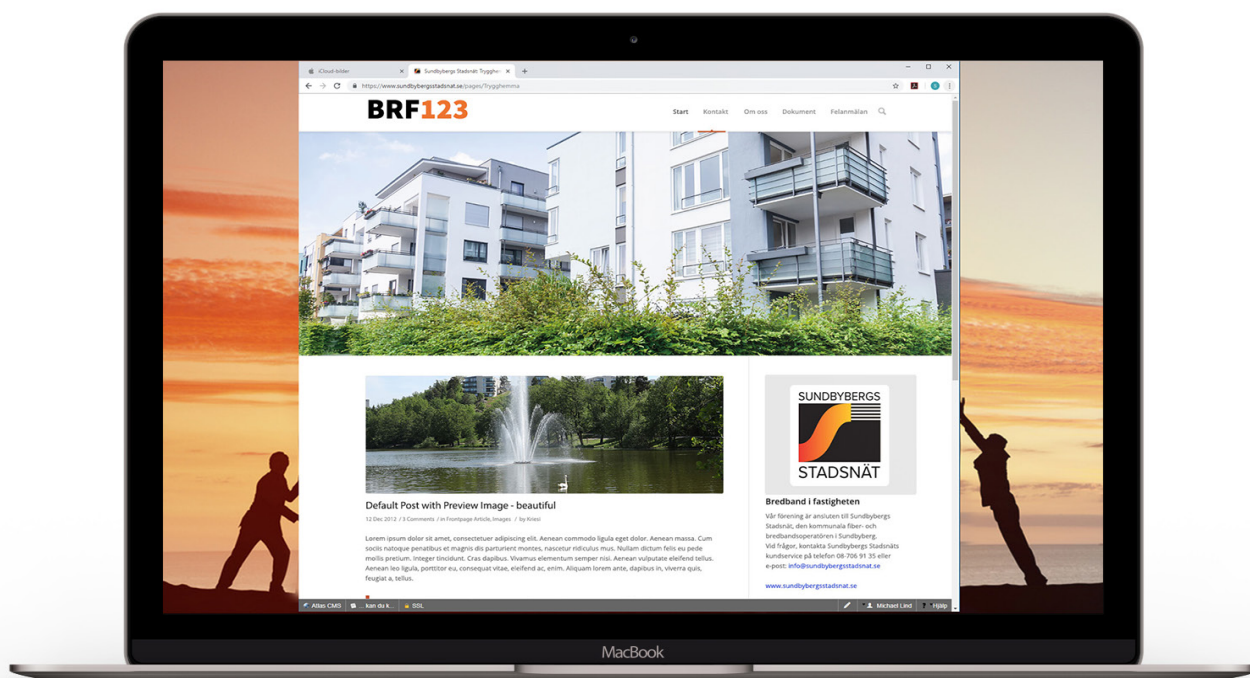 iCloud-bilder
Sundbybergs Stadsnät: Trygghe
https://www.sundbybergsstadsnat.se/pages/Trygghemma
BRF123
Start Kontakt Om oss Dokument Felanmälan
SUNDBYBERGS
STADSNÄT
Default Post with Preview Image - beautiful
12 Dec 2012 / 3 Comments / in Frontpage Article, Images / by Kriesi
Lorem ipsum dolor sit amet, consectetuer adipiscing elit. Aenean commodo ligula eget dolor. Aenean massa. Cum
sociis natoque penatibus et magnis dis parturient montes, nascetur ridiculus mus. Nullam dictum felis eu pede
mollis pretium. Integer tincidunt. Cras dapibus. Vivamus elementum semper nisi. Aenean vulputate eleifend tellus.
Aenean leo ligula, porttitor eu, consequat vitae, eleifend ac, enim. Aliquam lorem ante, dapibus in, viverra quis,
feugiat a, tellus.
Bredband i fastigheten
Vår förening är ansluten till Sundbybergs
Stadsnät, den kommunala fiber- och
bredbandsoperatören i Sundbyberg.
Vid frågor, kontakta Sundbybergs Stadsnäts
kundservice på telefon 08-706 91 35 eller
e-post: info@sundbybergsstadsnat.se
www.sundbybergsstadsnat.se
Atlas CMS ... kan du k... SSL Michael Lind Hjälp
MacBook